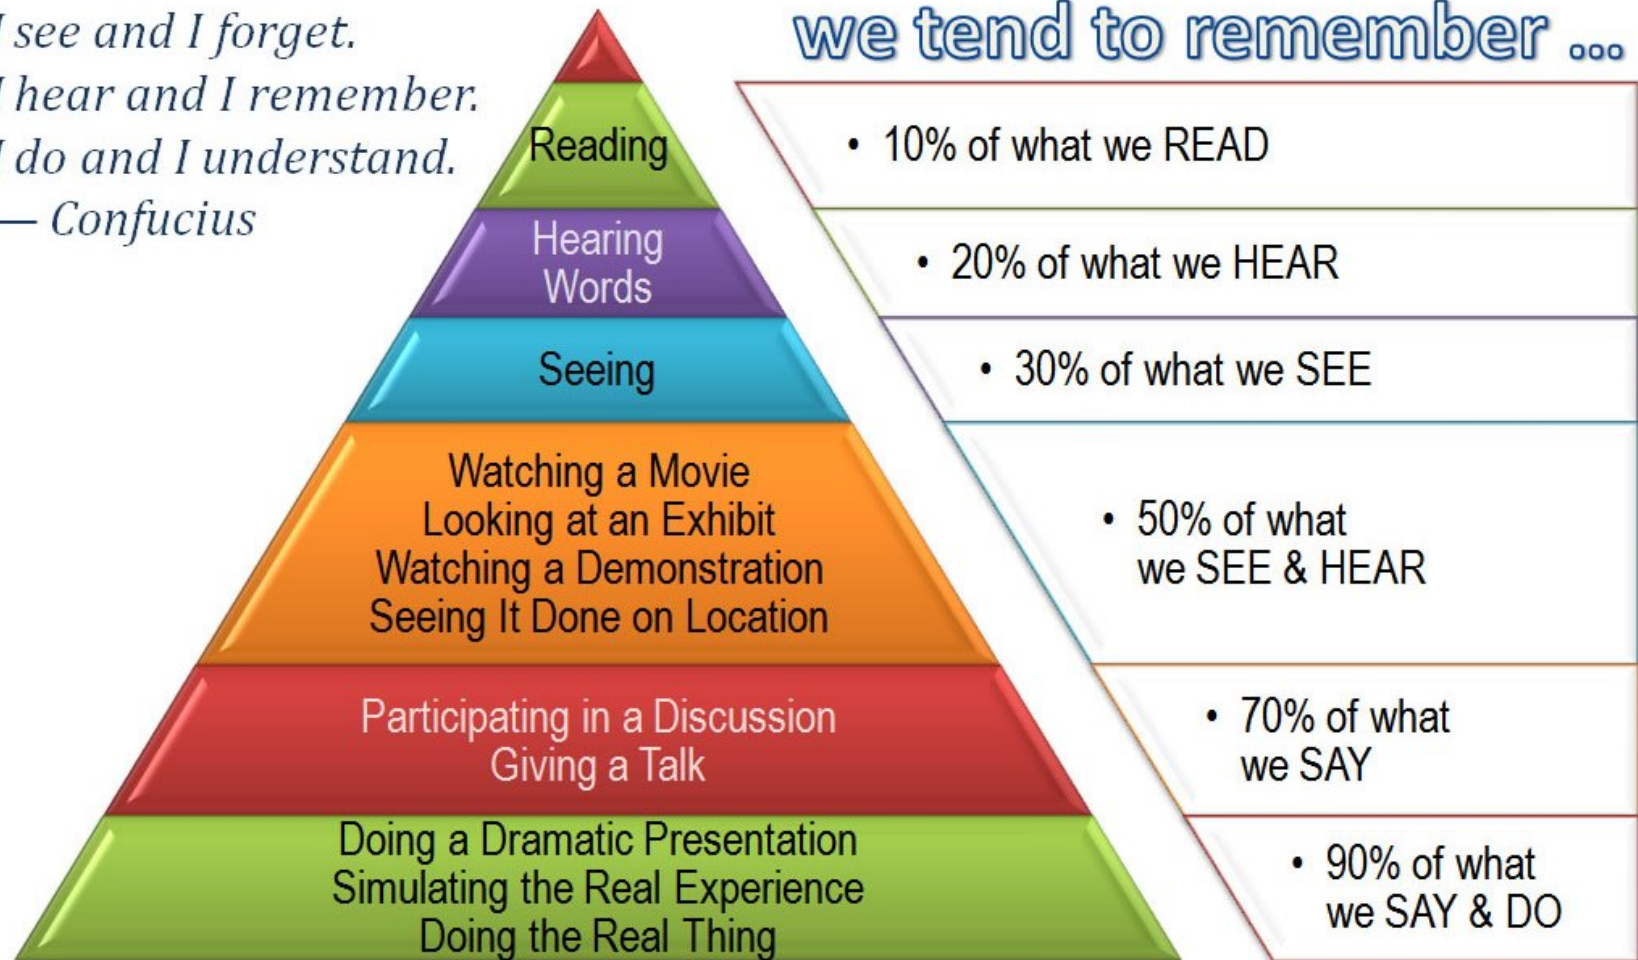 I see and I forget.
I hear and I remember.
I do and I understand.
— Confucius
we tend to remember ...
Reading
• 10% of what we READ
Hearing
Words
• 20% of what we HEAR
Seeing
• 30% of what we SEE
Watching a Movie
Looking at an Exhibit
Watching a Demonstration
Seeing It Done on Location
• 50% of what
we SEE & HEAR
Participating in a Discussion
Giving a Talk
• 70% of what
we SAY
Doing a Dramatic Presentation
Simulating the Real Experience
Doing the Real Thing
• 90% of what
we SAY & DO